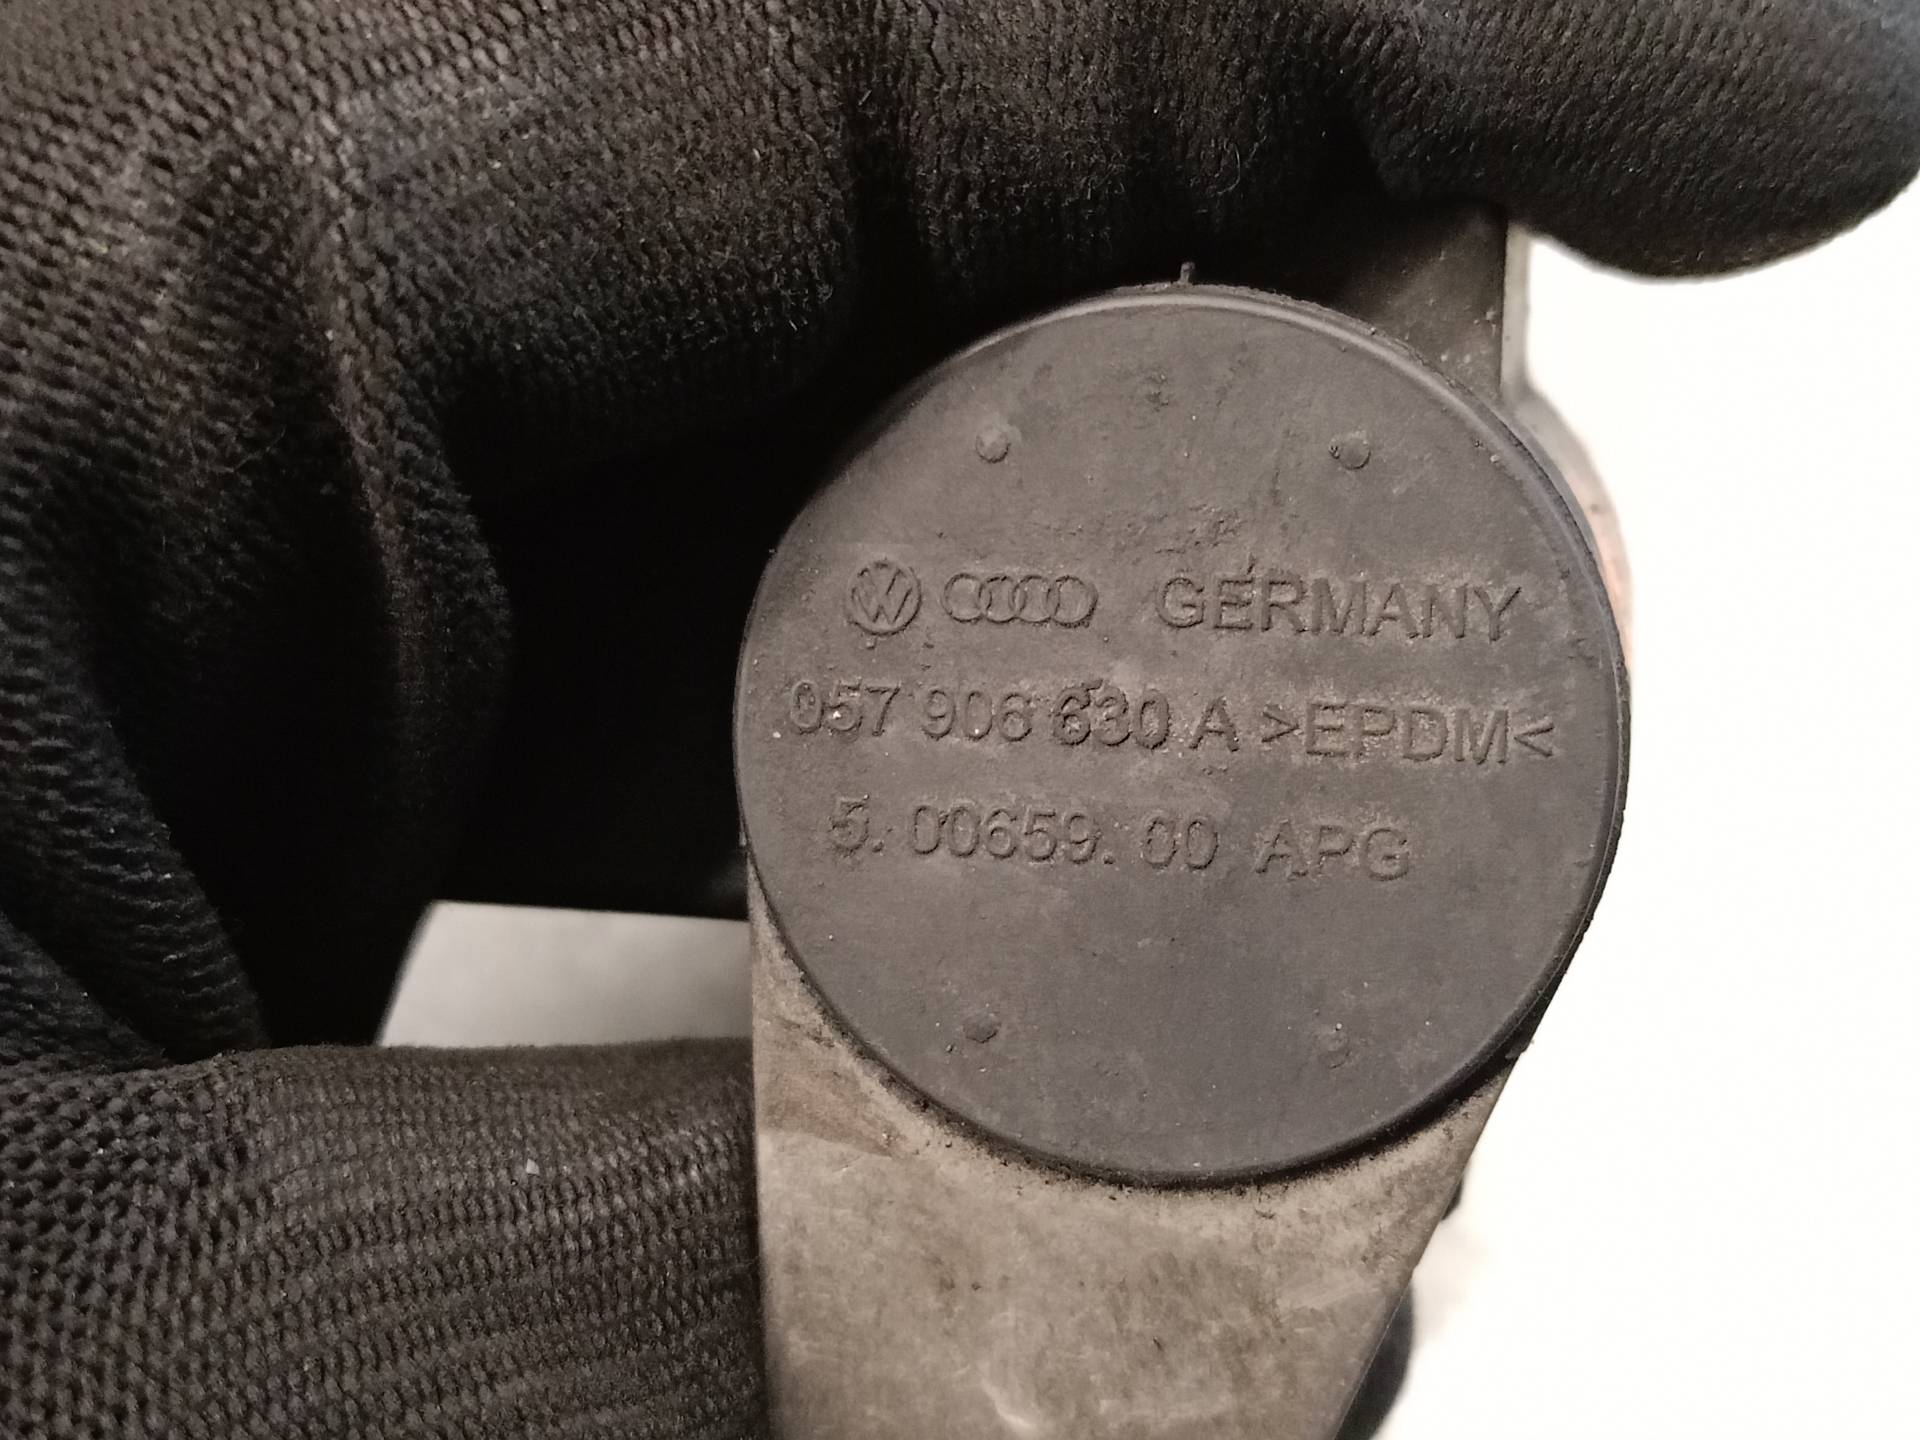 GERMANY
057 906 630 A >EPDM<
5. 00659. 00 APG